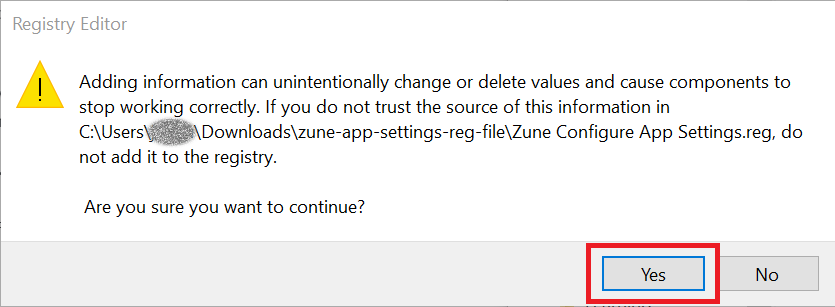 Registry Editor
Adding information can unintentionally change or delete values and cause components to
stop working correctly. If you do not trust the source of this information in
C:\Users\ \Downloads\zune-app-settings-reg-file\Zune Configure App Settings.reg, do
not add it to the registry.
Are you sure you want to continue?
Yes No